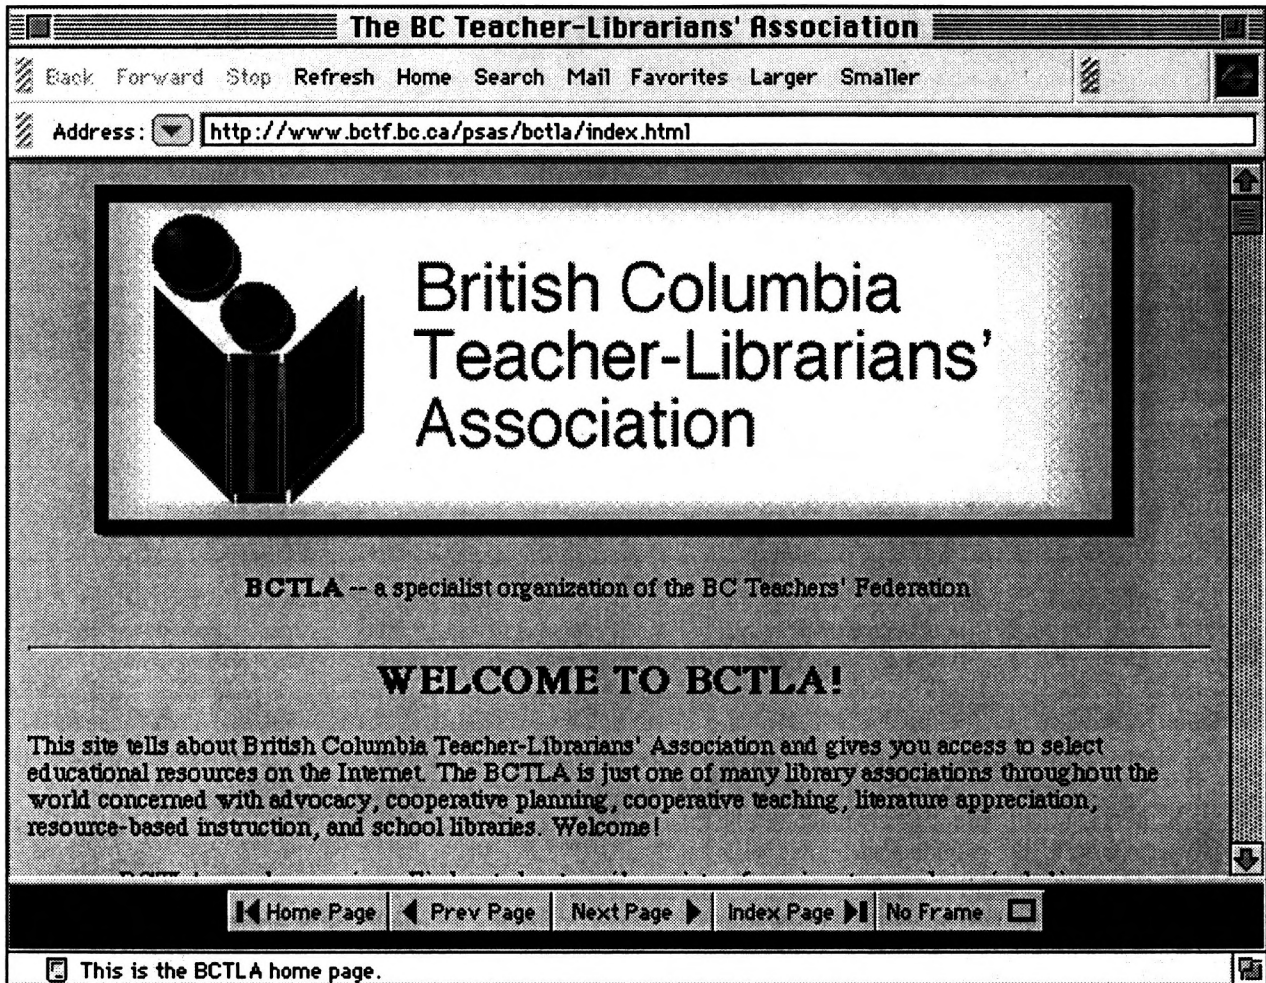 The BC Teacher-Librarians' Association
Back Forward Stop Refresh Home Search Mail Favorites Larger Smaller
Address: http://www.bctf.bc.ca/psas/bctla/index.html
British Columbia
Teacher-Librarians'
Association
BCTLA -- a specialist organization of the BC Teachers' Federation
WELCOME TO BCTLA!
This site tells about British Columbia Teacher-Librarians' Association and gives you access to select
educational resources on the Internet. The BCTLA is just one of many library associations throughout the
world concerned with advocacy, cooperative planning, cooperative teaching, literature appreciation,
resource-based instruction, and school libraries. Welcome!
Home Page Prev Page Next Page Index Page No Frame
This is the BCTLA home page.